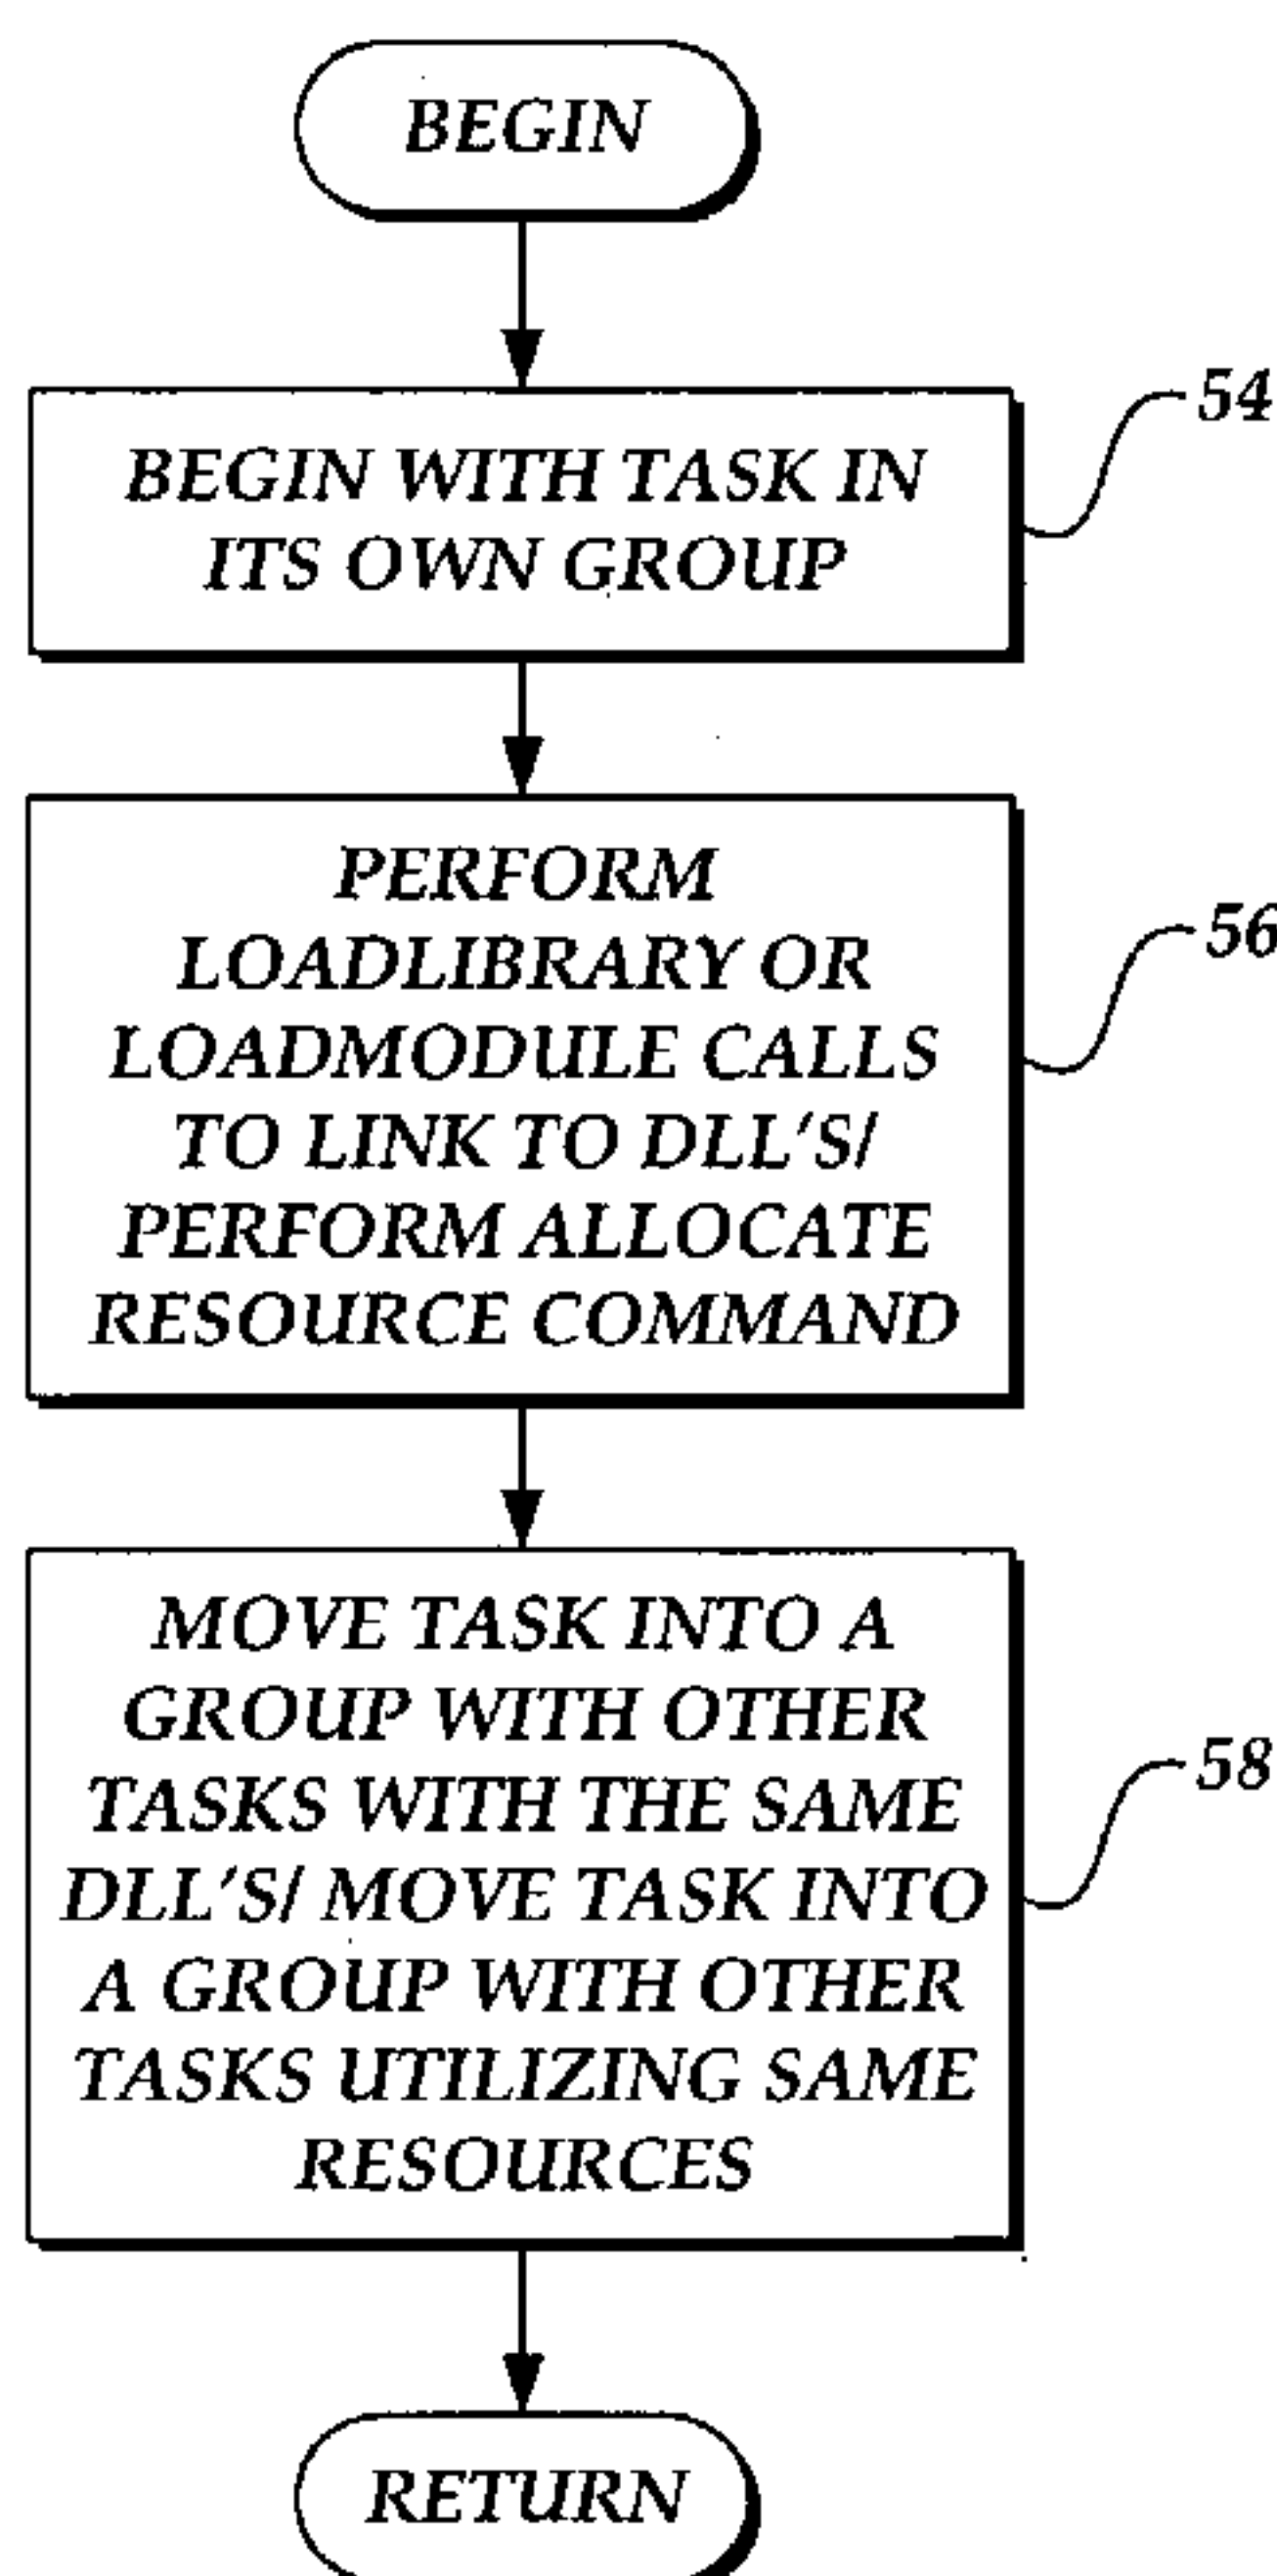 BEGIN
54
BEGIN WITH TASK IN
ITS OWN GROUP
56
PERFORM
LOADLIBRARY OR
LOADMODULE CALLS
TO LINK TO DLL'S/
PERFORM ALLOCATE
RESOURCE COMMAND
58
MOVE TASK INTO A
GROUP WITH OTHER
TASKS WITH THE SAME
DLL'S/ MOVE TASK INTO
A GROUP WITH OTHER
TASKS UTILIZING SAME
RESOURCES
RETURN